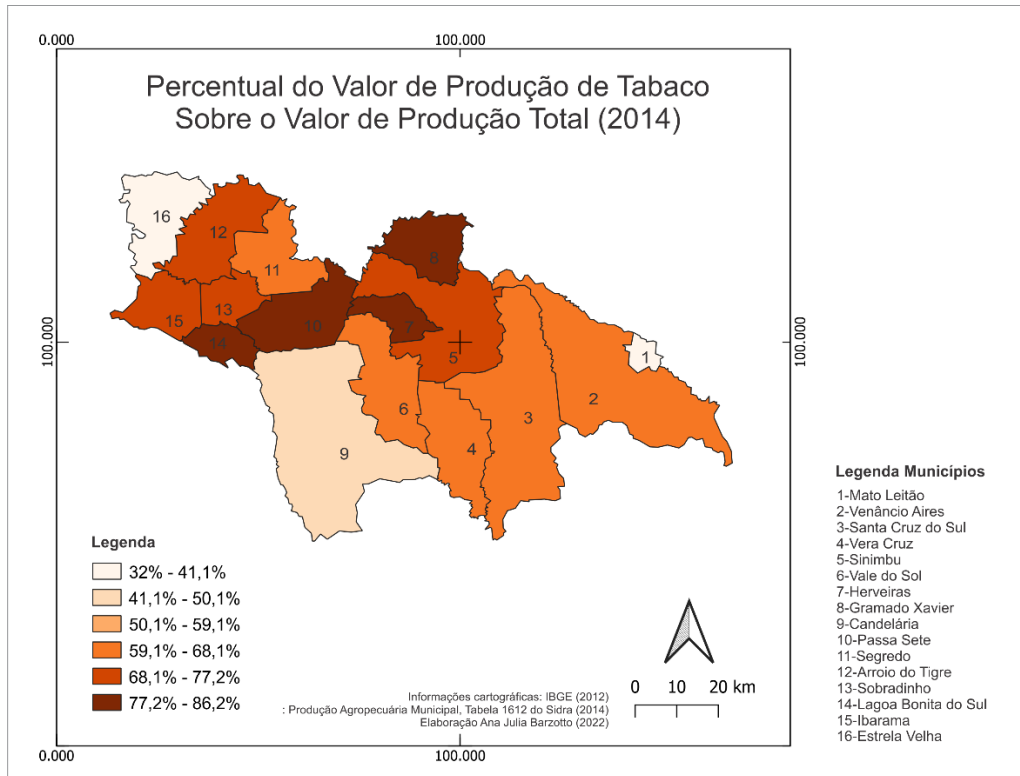 0.000
100.000
Percentual do Valor de Produção de Tabaco
Sobre o Valor de Produção Total (2014)
16
12
8
11
15
13
10
7
14
5
1
100.000
100.000
6
2
3
4
9
Legenda
32% - 41,1%
41,1% - 50,1%
50,1% - 59,1%
59,1% - 68,1%
68,1% - 77,2%
77,2% - 86,2%
0 10 20 km
Informações cartográficas: IBGE (2012)
: Produção Agropecuária Municipal, Tabela 1612 do Sidra (2014)
Elaboração Ana Julia Barzotto (2022)
0.000
100.000
Legenda Municípios
1-Mato Leitão
2-Venâncio Aires
3-Santa Cruz do Sul
4-Vera Cruz
5-Sinimbu
6-Vale do Sol
7-Herveiras
8-Gramado Xavier
9-Candelária
10-Passa Sete
11-Segredo
12-Arroio do Tigre
13-Sobradinho
14-Lagoa Bonita do Sul
15-Ibarama
16-Estrela Velha